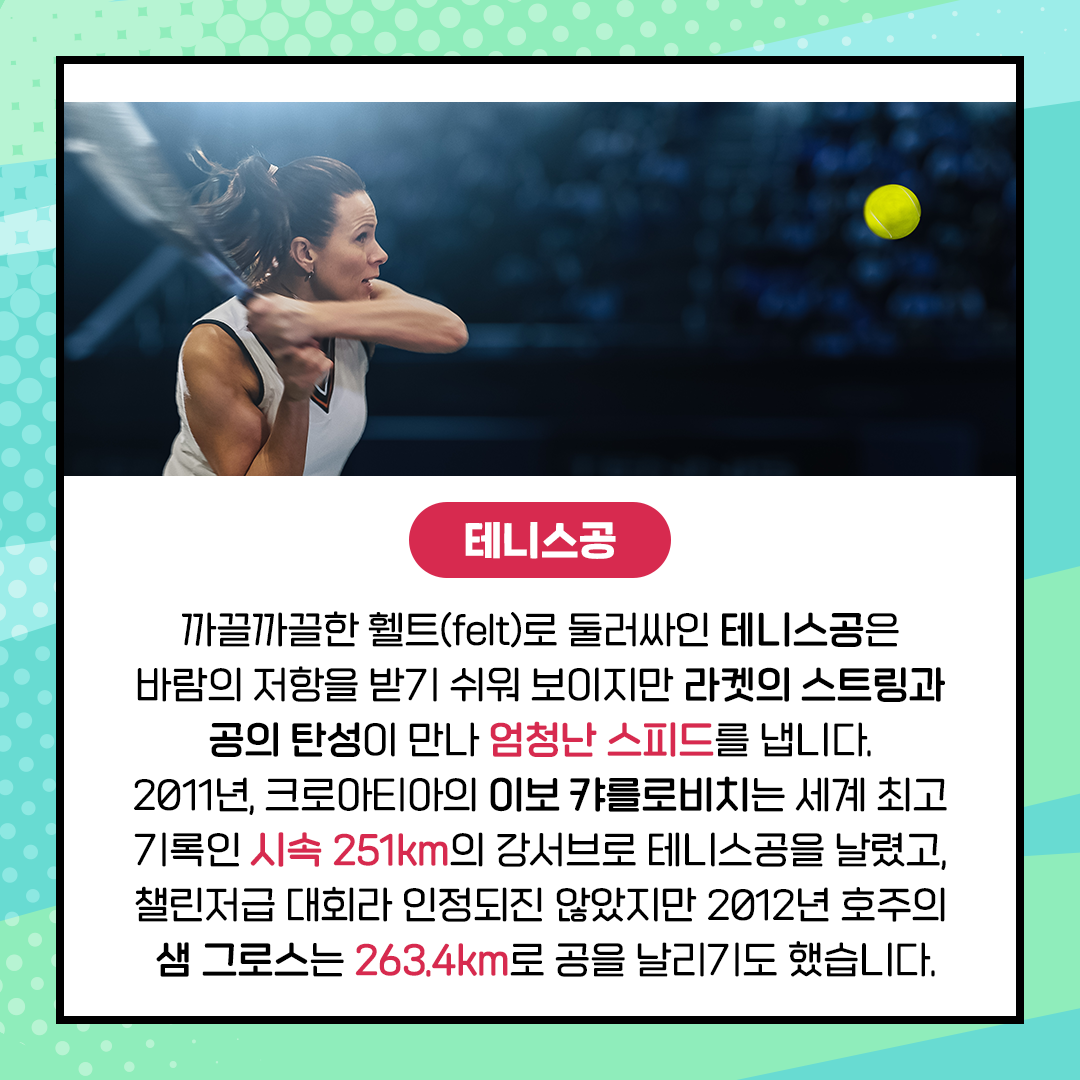 테니스공
까끌까끌한 휄트(felt)로 둘러싸인 테니스공은
바람의 저항을 받기 쉬워 보이지만 라켓의 스트링과
공의 탄성이 만나 엄청난 스피드를 냅니다.
2011년, 크로아티아의 이보 캬를로비치는 세계 최고
기록인 시속 251km의 강서브로 테니스공을 날렸고,
챌린저급 대회라 인정되진 않았지만 2012년 호주의
샘 그로스는 263.4km로 공을 날리기도 했습니다.